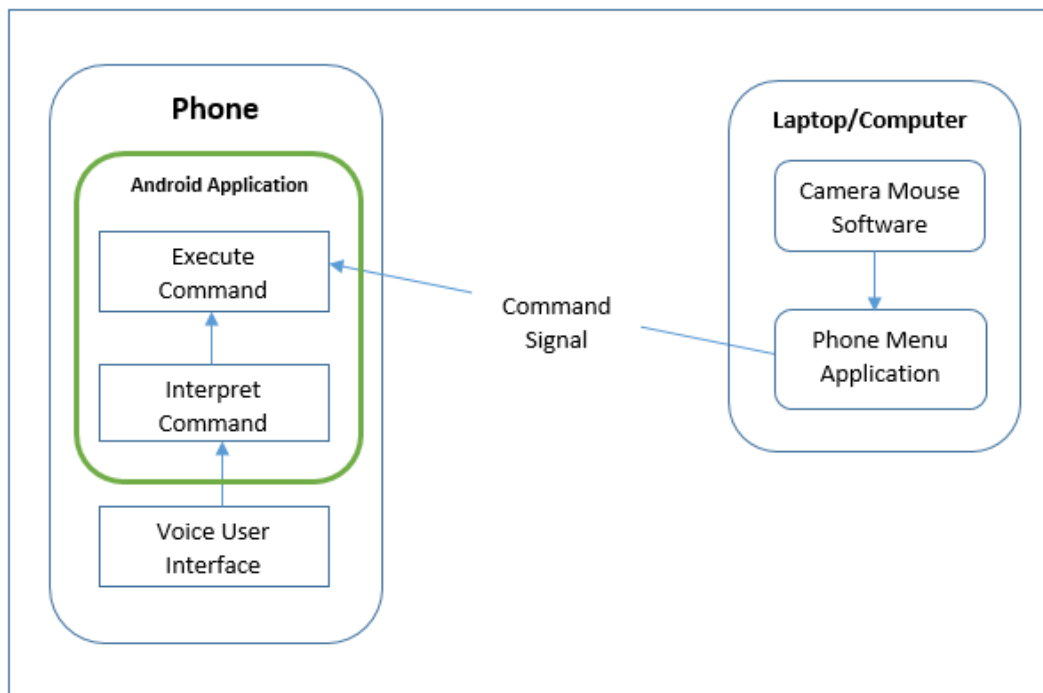 Phone
Android Application
Execute
Command
Interpret
Command
Voice User
Interface
Command
Signal
Laptop/Computer
Camera Mouse
Software
Phone Menu
Application